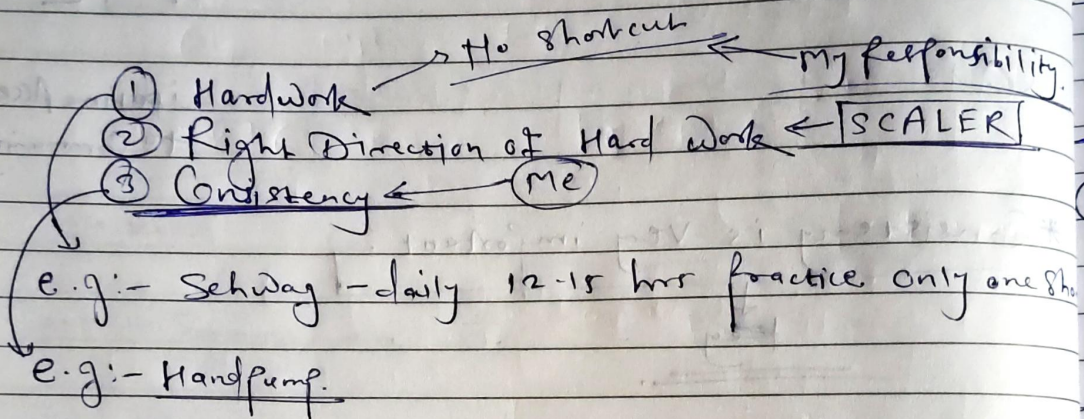 → No shortcut ← My Responsibility.
① Hardwork
② Right Direction of Hard Work ← SCALER
③ Consistency ← Me
e.g:- Sehwag - daily 12-15 hrs practice only one
e.g:- Handpump.